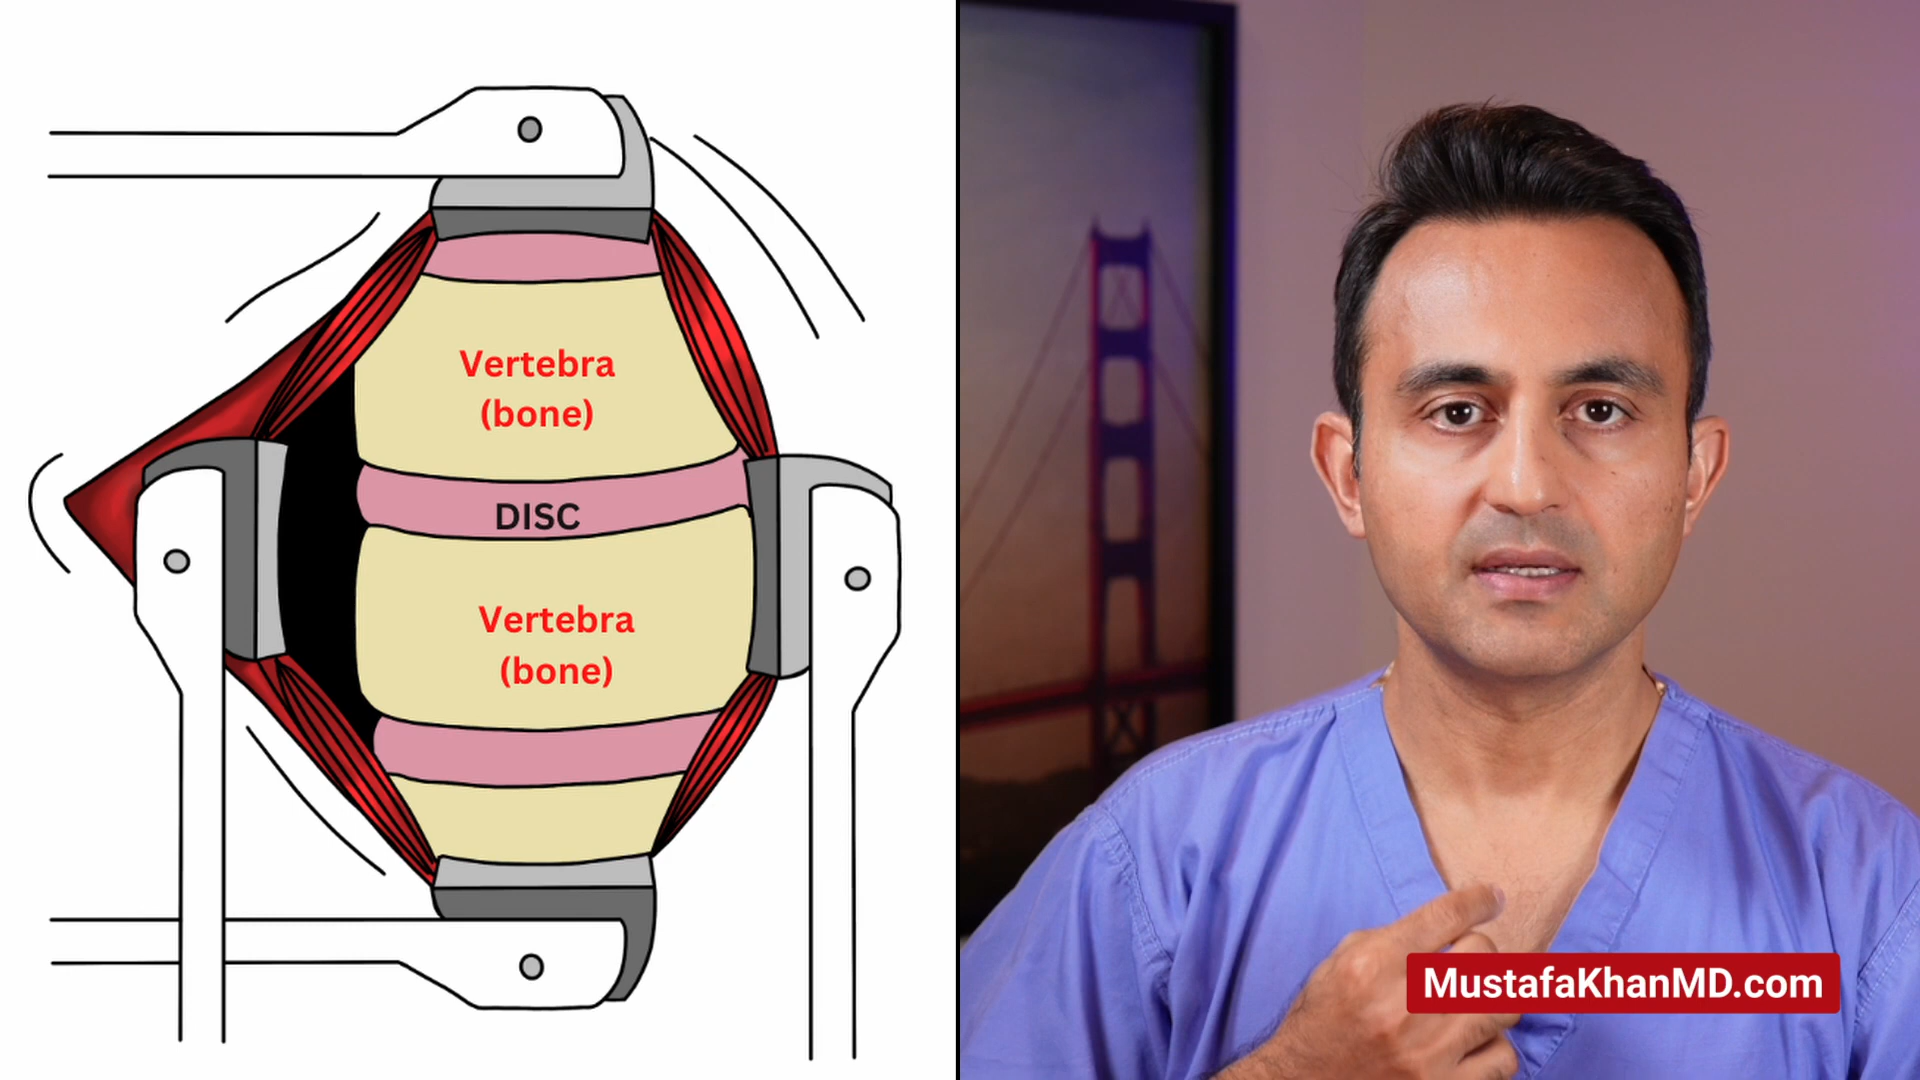 Vertebra
(bone)
DISC
Vertebra
(bone)
MustafaKhanMD.com